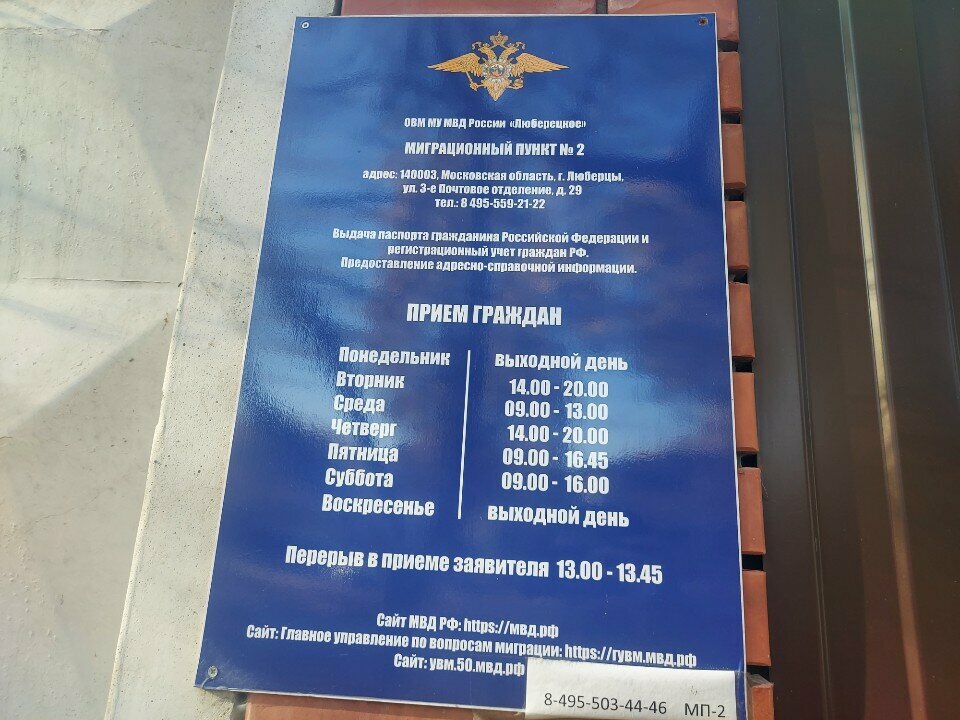 ОВМ МУ МВД России «Люберецкое»
МИГРАЦИОННЫЙ ПУНКТ № 2
адрес: 140003, Московская область, г. Люберцы,
ул. 3-е Почтовое отделение, д. 29
тел.: 8 495-559-21-22
Выдача паспорта гражданина Российской Федерации и
регистрационный учет граждан РФ.
Предоставление адресно-справочной информации.
ПРИЕМ ГРАЖДАН
Понедельник выходной день
Вторник 14.00 - 20.00
Среда 09.00 - 13.00
Четверг 14.00 - 20.00
Пятница 09.00 - 16.45
Суббота 09.00 - 16.00
Воскресенье выходной день
Перерыв в приеме заявителя 13.00 - 13.45
Сайт МВД РФ: https://мвд.рф
Сайт: Главное управление по вопросам миграции: https://гувм.мвд.рф
Сайт: увм.50.мвд.рф
8-495-503-44-46 МП-2